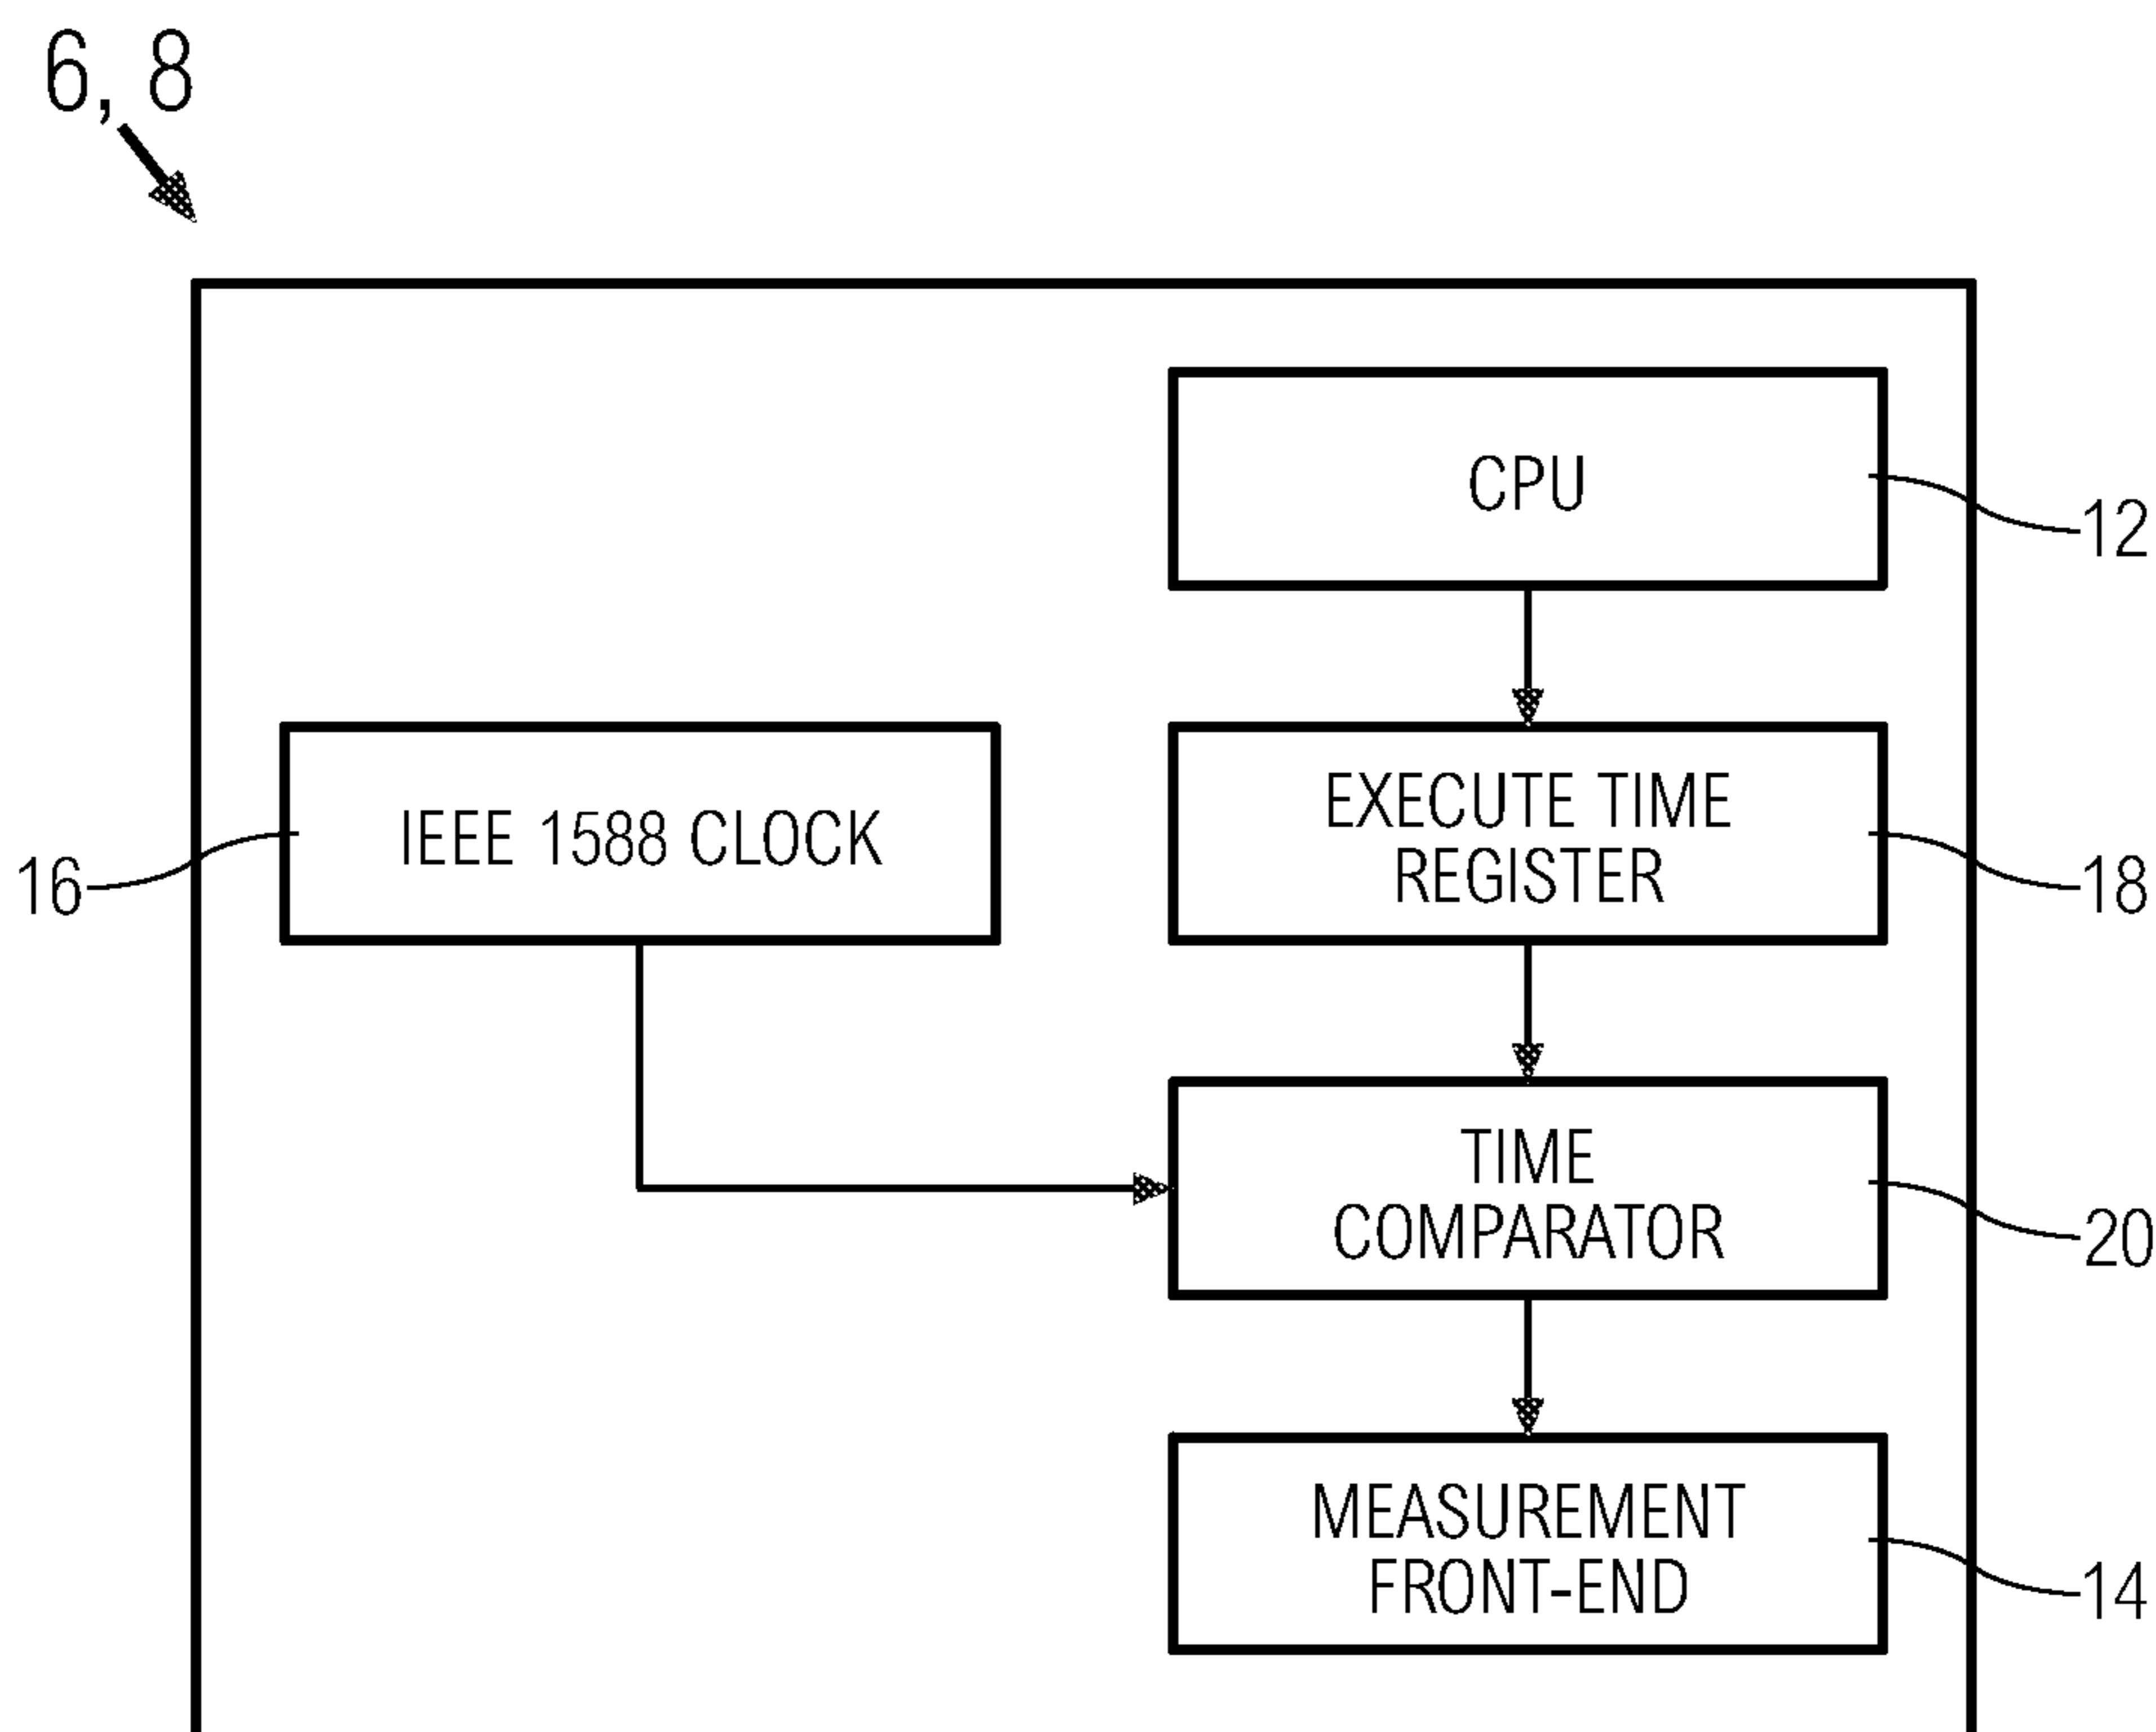 6, 8
CPU
12
IEEE 1588 CLOCK
16
EXECUTE TIME
REGISTER
18
TIME
COMPARATOR
20
MEASUREMENT
FRONT-END
14